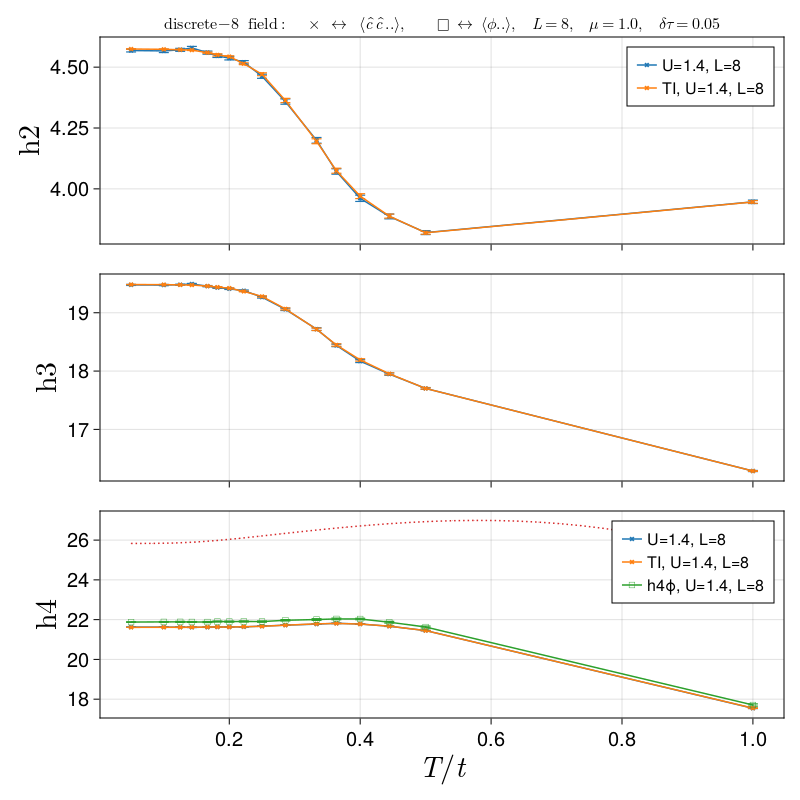 discrete−8 field: × ↔ ⟨ĉ ĉ ..⟩, □ ↔ ⟨ϕ..⟩, L = 8, μ = 1.0, δτ = 0.05
h2
4.50
4.25
4.00
U=1.4, L=8
TI, U=1.4, L=8
h3
19
18
17
h4
26
24
22
20
18
U=1.4, L=8
TI, U=1.4, L=8
h4ϕ, U=1.4, L=8
0.2 0.4 0.6 0.8 1.0
T/t